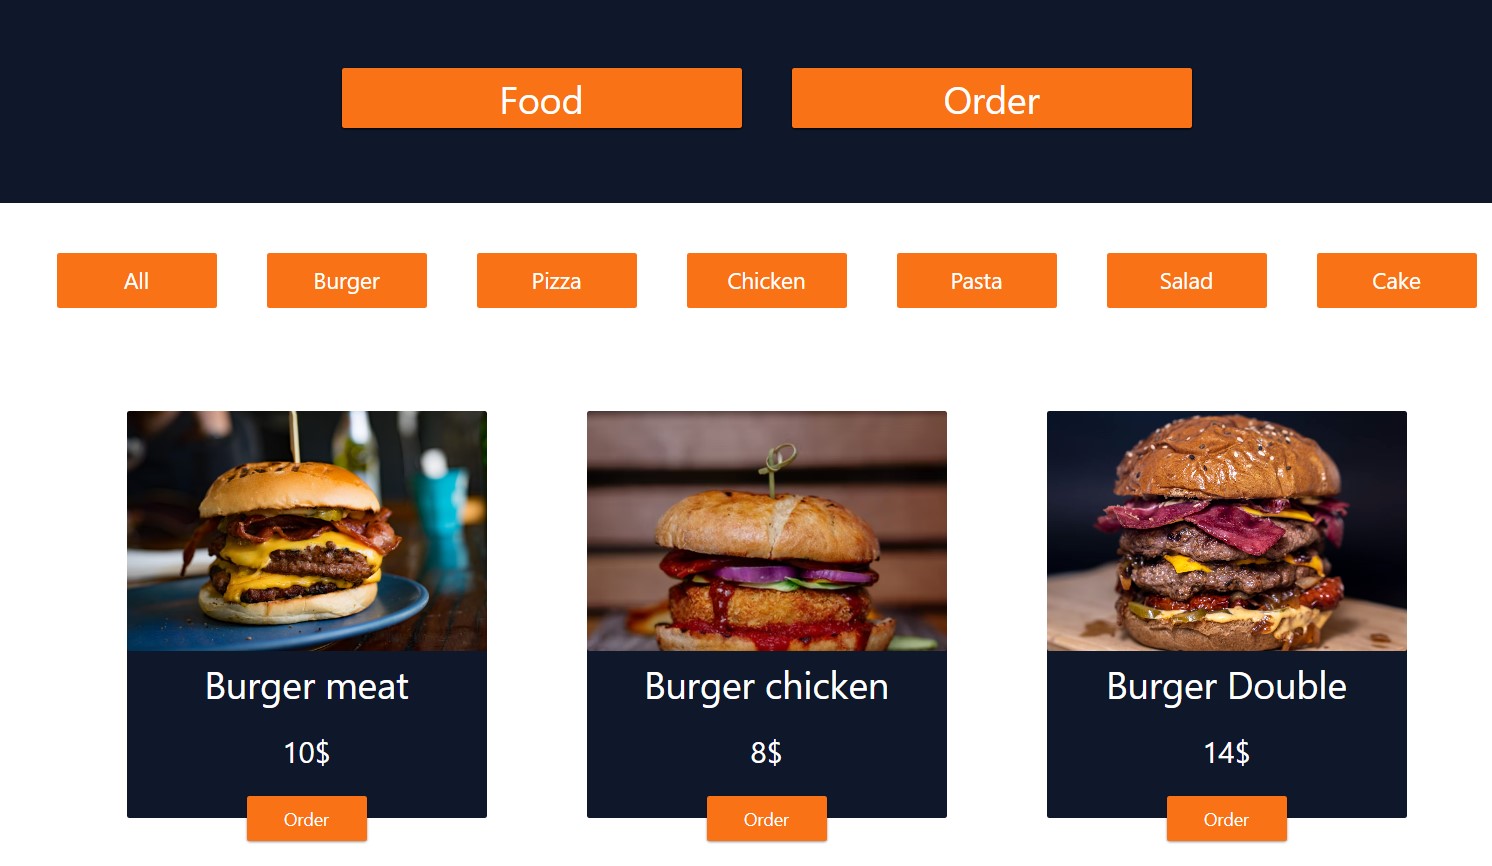 Food Order
All Burger Pizza Chicken Pasta Salad Cake
Burger meat
10$
Order
Burger chicken
8$
Order
Burger Double
14$
Order